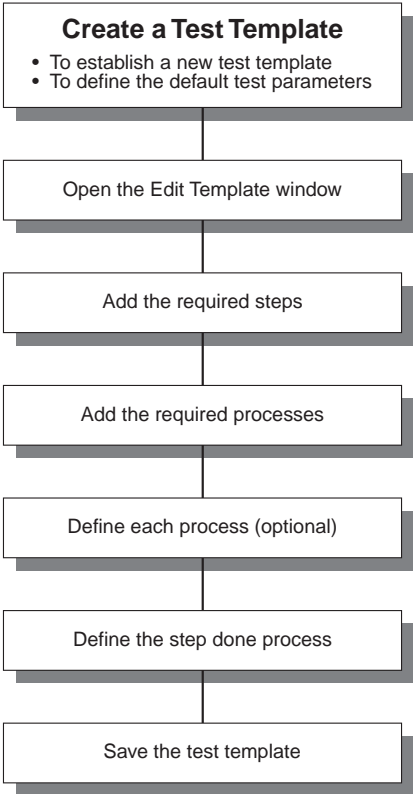 Create a Test Template
• To establish a new test template
• To define the default test parameters
Open the Edit Template window
Add the required steps
Add the required processes
Define each process (optional)
Define the step done process
Save the test template